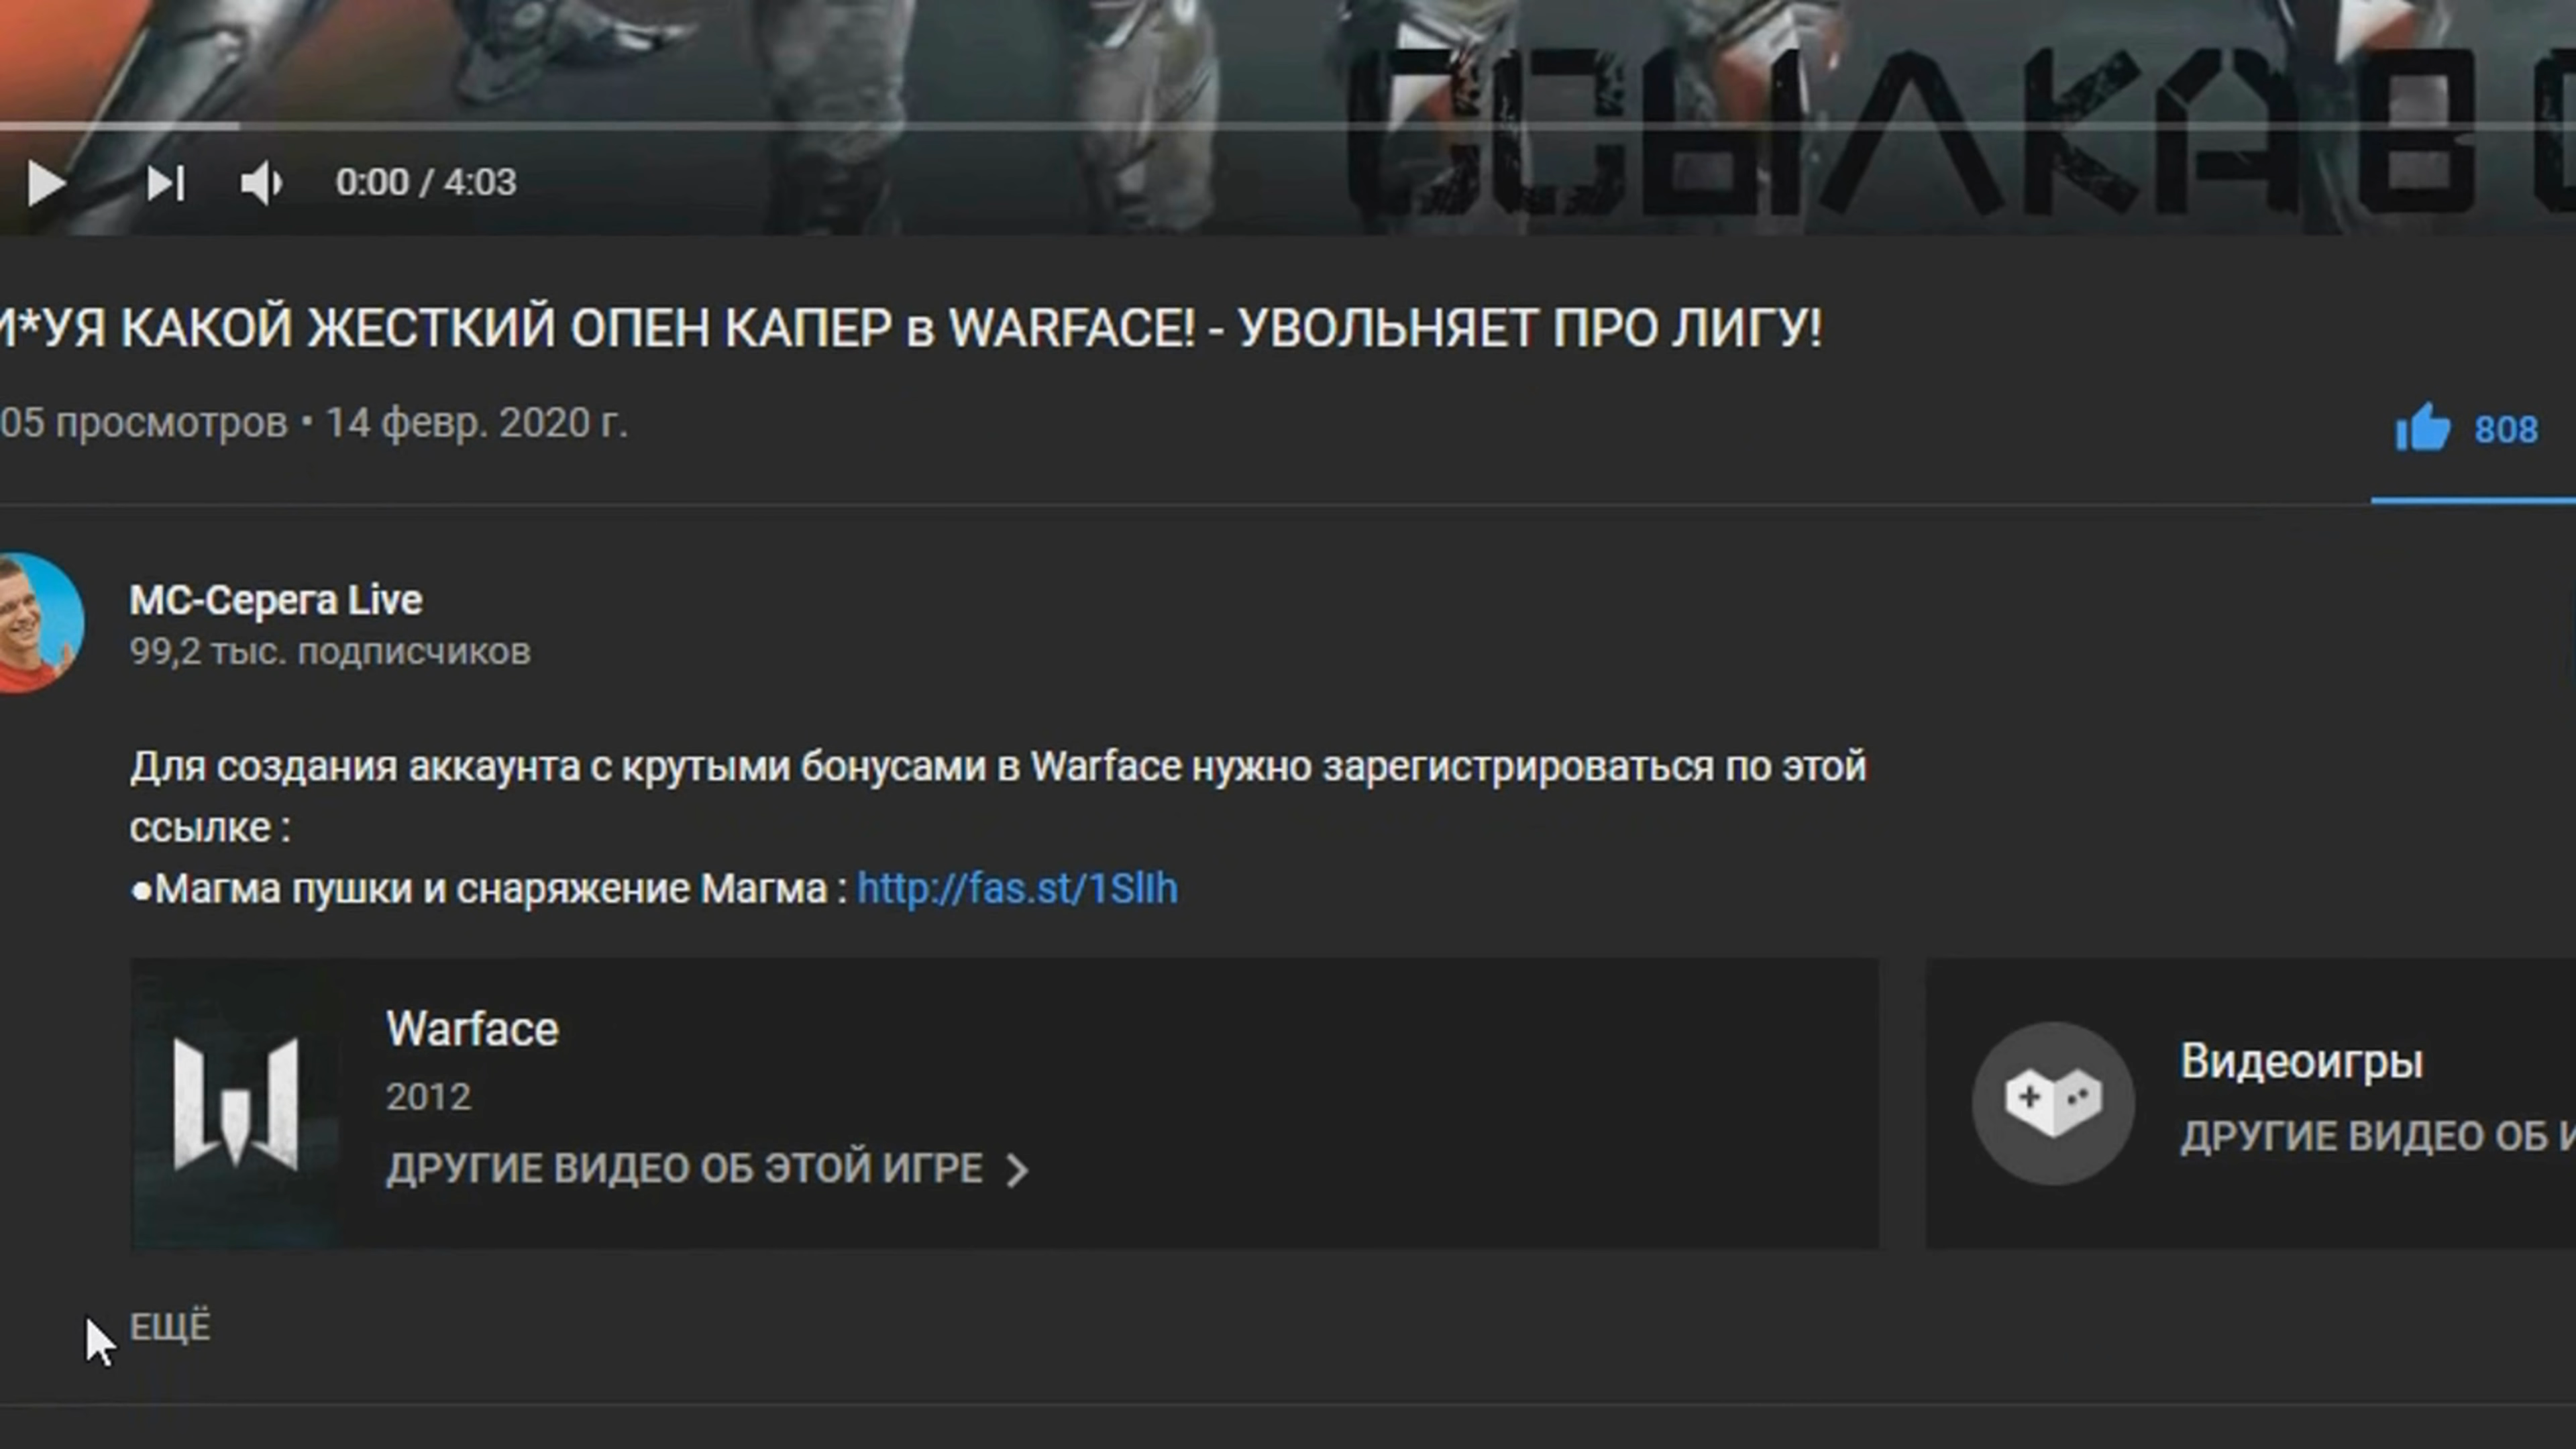 ССЫЛКА В
0:00 / 4:03
И*УЯ КАКОЙ ЖЕСТКИЙ ОПЕН КАПЕР в WARFACE! - УВОЛЬНЯЕТ ПРО ЛИГУ!
05 просмотров • 14 февр. 2020 г.
808
МС-Серега Live
99,2 тыс. подписчиков
Для создания аккаунта с крутыми бонусами в Warface нужно зарегистрироваться по этой
ссылке :
●Магма пушки и снаряжение Магма : http://fas.st/1SlIh
Warface
2012
ДРУГИЕ ВИДЕО ОБ ЭТОЙ ИГРЕ
Видеоигры
ДРУГИЕ ВИДЕО ОБ И
ЕЩЁ